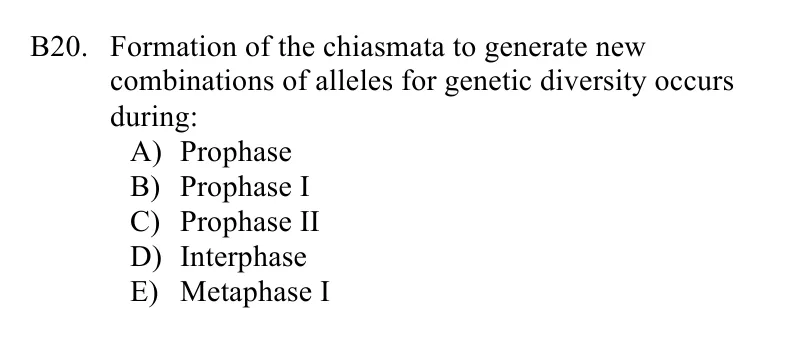 B20. Formation of the chiasmata to generate new
combinations of alleles for genetic diversity occurs
during:
A) Prophase
B) Prophase I
C) Prophase II
D) Interphase
E) Metaphase I